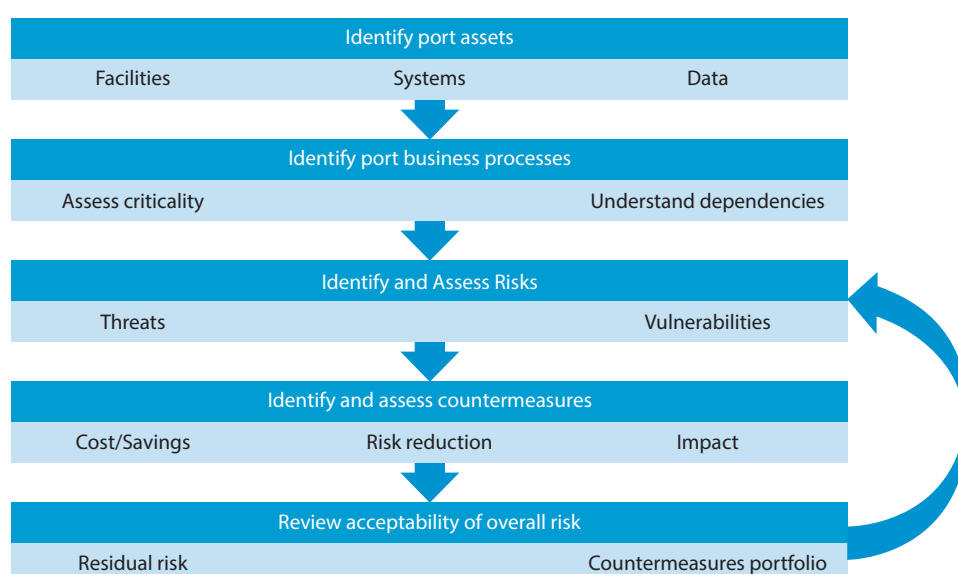 Identify port assets
Facilities Systems Data
Identify port business processes
Assess criticality Understand dependencies
Identify and Assess Risks
Threats Vulnerabilities
Identify and assess countermeasures
Cost/Savings Risk reduction Impact
Review acceptability of overall risk
Residual risk Countermeasures portfolio